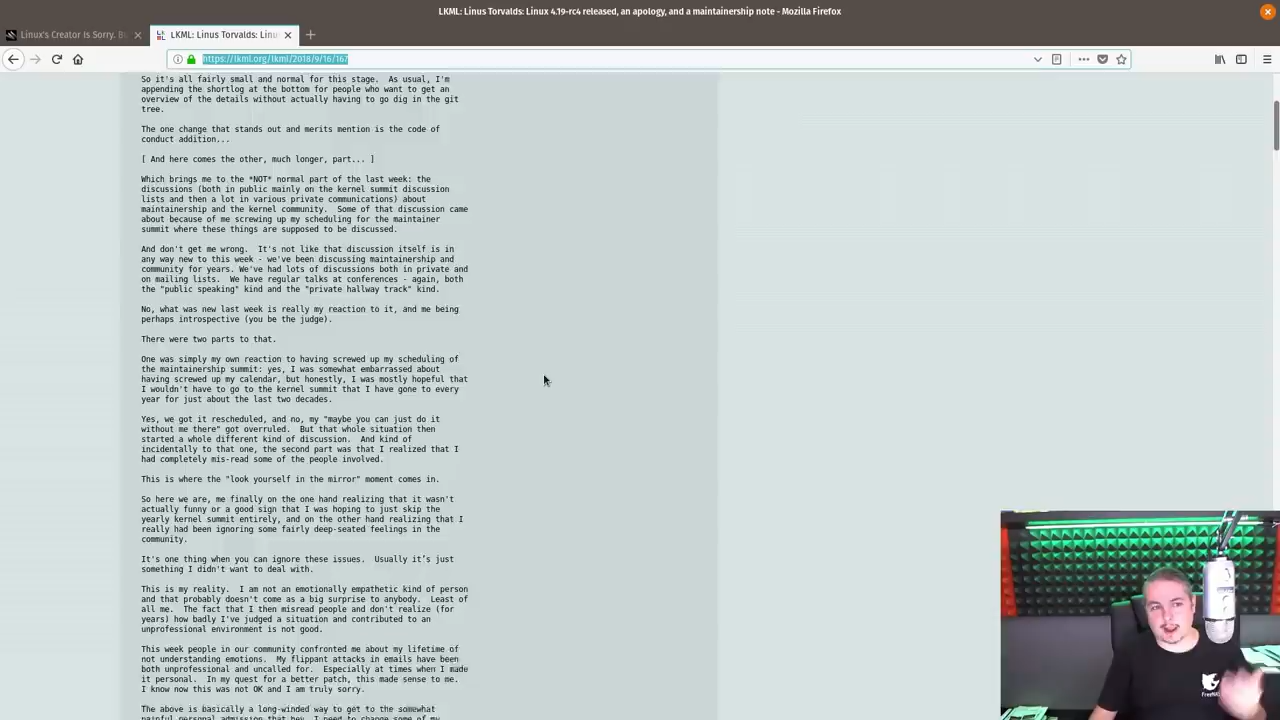 LKML: Linus Torvalds: Linux 4.19-rc4 released, an apology, and a maintainership note - Mozilla Firefox
Linux's Creator Is Sorry. Bu
LKML: Linus Torvalds: Linu
https://lkml.org/lkml/2018/9/16/167
So it's all fairly small and normal for this stage.  As usual, I'm
appending the shortlog at the bottom for people who want to get an
overview of the details without actually having to go dig in the git
tree.
The one change that stands out and merits mention is the code of
conduct addition...
[ And here comes the other, much longer, part... ]
Which brings me to the *NOT* normal part of the last week: the
discussions (both in public mainly on the kernel summit discussion
lists and then a lot in various private communications) about
maintainership and the kernel community.  Some of that discussion came
about because of me screwing up my scheduling for the maintainer
summit where these things are supposed to be discussed.
And don't get me wrong.  It's not like that discussion itself is in
any way new to this week - we've been discussing maintainership and
community for years. We've had lots of discussions both in private and
on mailing lists.  We have regular talks at conferences - again, both
the "public speaking" kind and the "private hallway track" kind.
No, what was new last week is really my reaction to it, and me being
perhaps introspective (you be the judge).
There were two parts to that.
One was simply my own reaction to having screwed up my scheduling of
the maintainership summit: yes, I was somewhat embarrassed about
having screwed up my calendar, but honestly, I was mostly hopeful that
I wouldn't have to go to the kernel summit that I have gone to every
year for just about the last two decades.
Yes, we got it rescheduled, and no, my "maybe you can just do it
without me there" got overruled.  But that whole situation then
started a whole different kind of discussion.  And kind of
incidentally to that one, the second part was that I realized that I
had completely mis-read some of the people involved.
This is where the "look yourself in the mirror" moment comes in.
So here we are, me finally on the one hand realizing that it wasn't
actually funny or a good sign that I was hoping to just skip the
yearly kernel summit entirely, and on the other hand realizing that I
really had been ignoring some fairly deep-seated feelings in the
community.
It's one thing when you can ignore these issues.  Usually it’s just
something I didn't want to deal with.
This is my reality.  I am not an emotionally empathetic kind of person
and that probably doesn't come as a big surprise to anybody.  Least of
all me.  The fact that I then misread people and don't realize (for
years) how badly I've judged a situation and contributed to an
unprofessional environment is not good.
This week people in our community confronted me about my lifetime of
not understanding emotions.  My flippant attacks in emails have been
both unprofessional and uncalled for.  Especially at times when I made
it personal.  In my quest for a better patch, this made sense to me.
I know now this was not OK and I am truly sorry.
The above is basically a long-winded way to get to the somewhat
painful personal admission that hey, I need to change some of my
FreeNAS